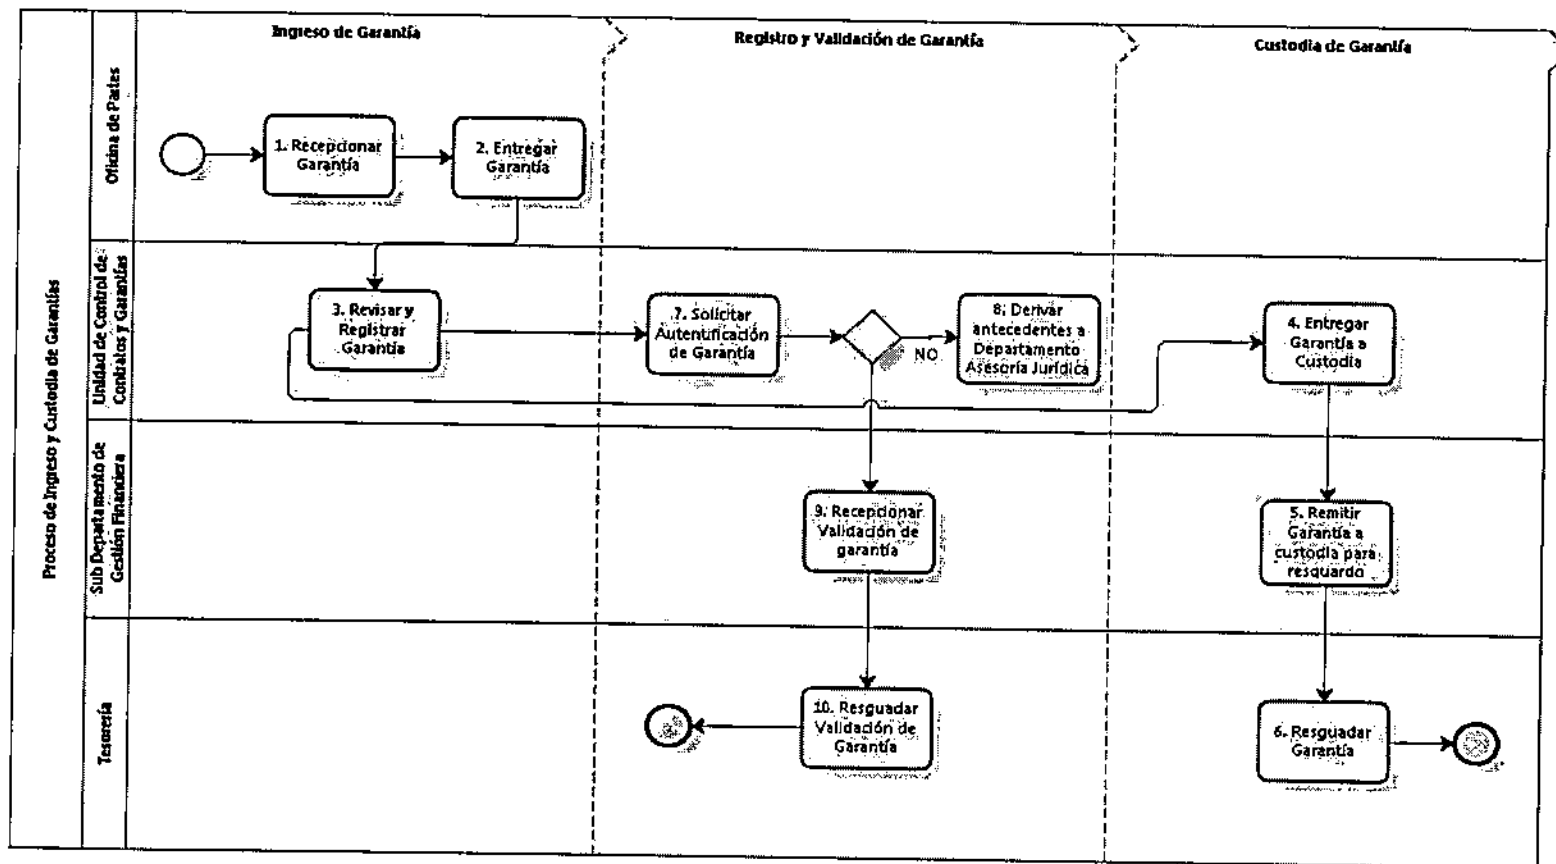 Ingreso de Garantía
Registro y Validación de Garantía
Custodia de Garantía
Proceso de Ingreso y Custodia de Garantías
Oficina de Partes
1. Recepcionar
Garantía
2. Entregar
Garantía
Unidad de Control de
Contratos y Garantías
3. Revisar y
Registrar
Garantía
7. Solicitar
Autentificación
de Garantía
NO
8. Derivar
antecedentes a
Departamento
Asesoría Jurídica
4. Entregar
Garantía a
Custodia
Sub Departamento de
Gestión Financiera
9. Recepcionar
Validación de
garantía
5. Remitir
Garantía a
custodia para
resquardo
Tesorería
10. Resguadar
Validación de
Garantía
6. Resguadar
Garantía